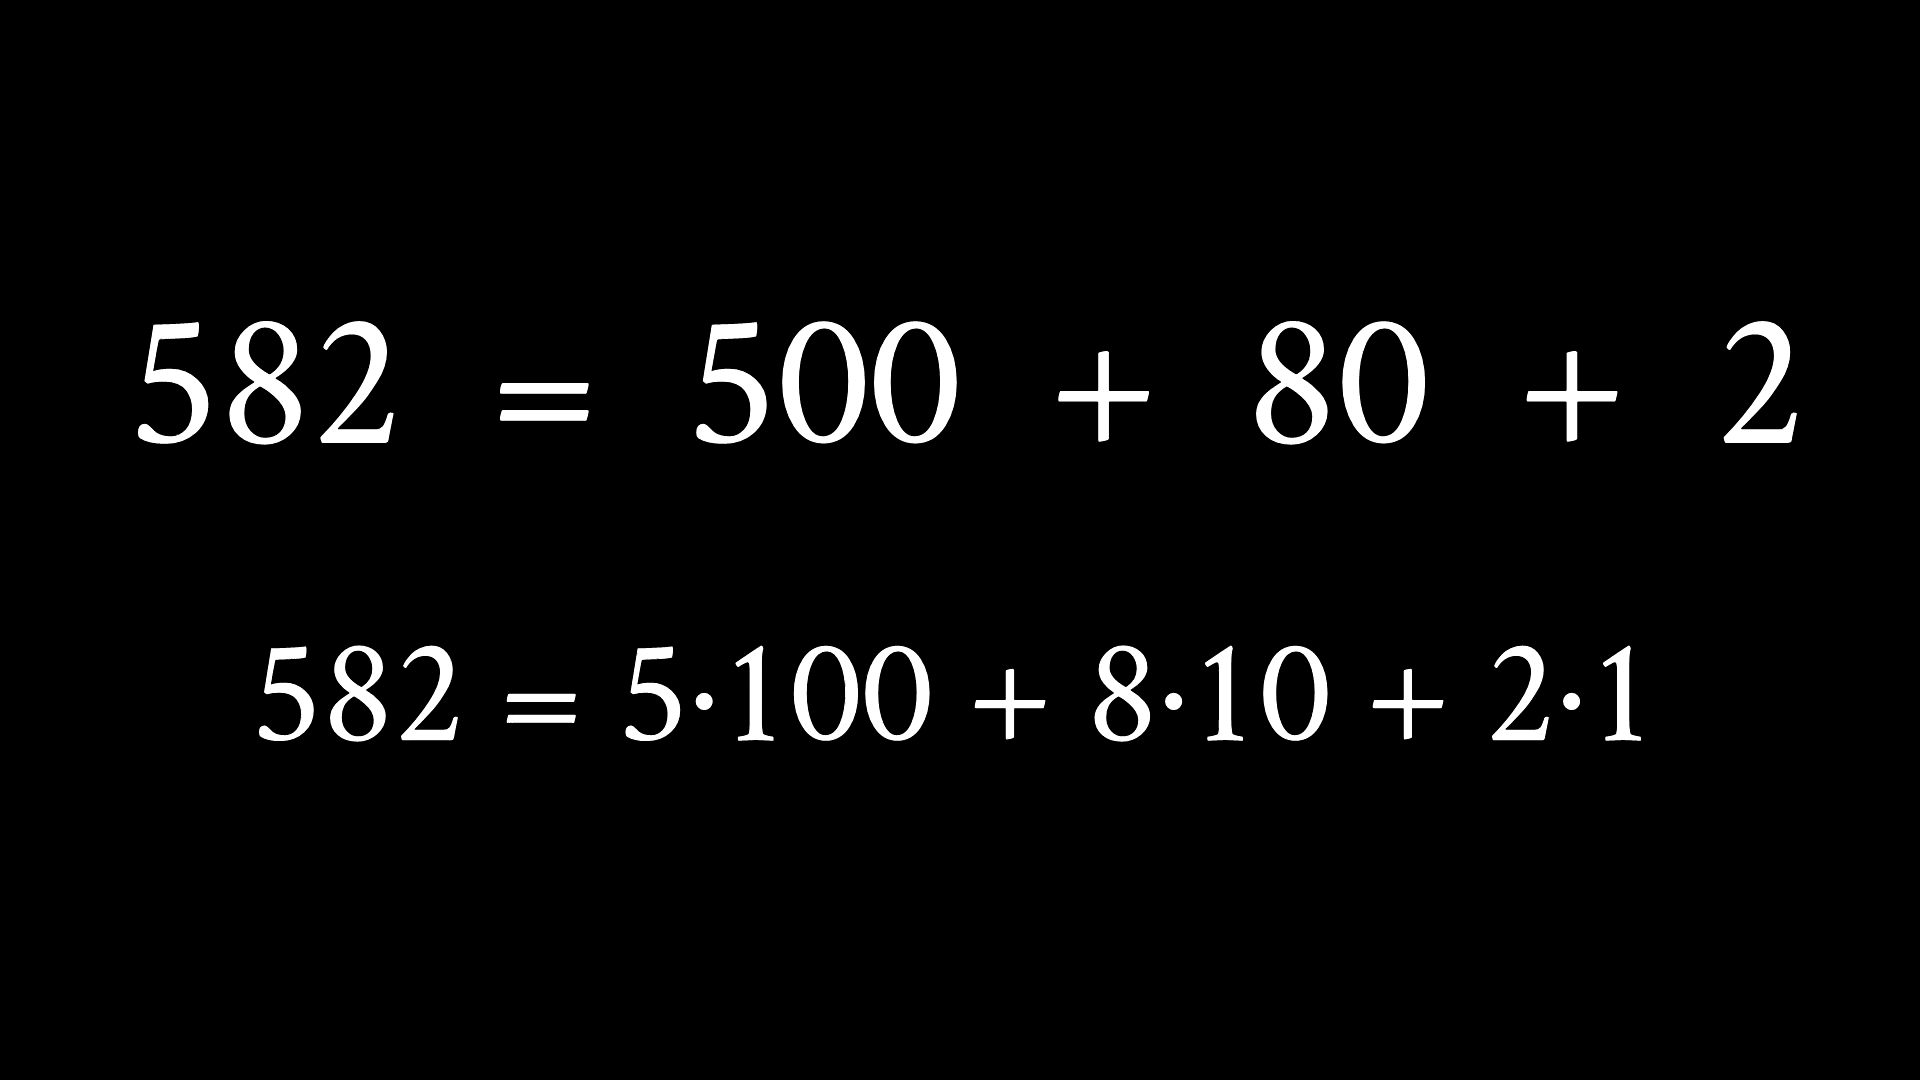 582 = 500 + 80 + 2
582 = 5·100 + 8·10 + 2·1